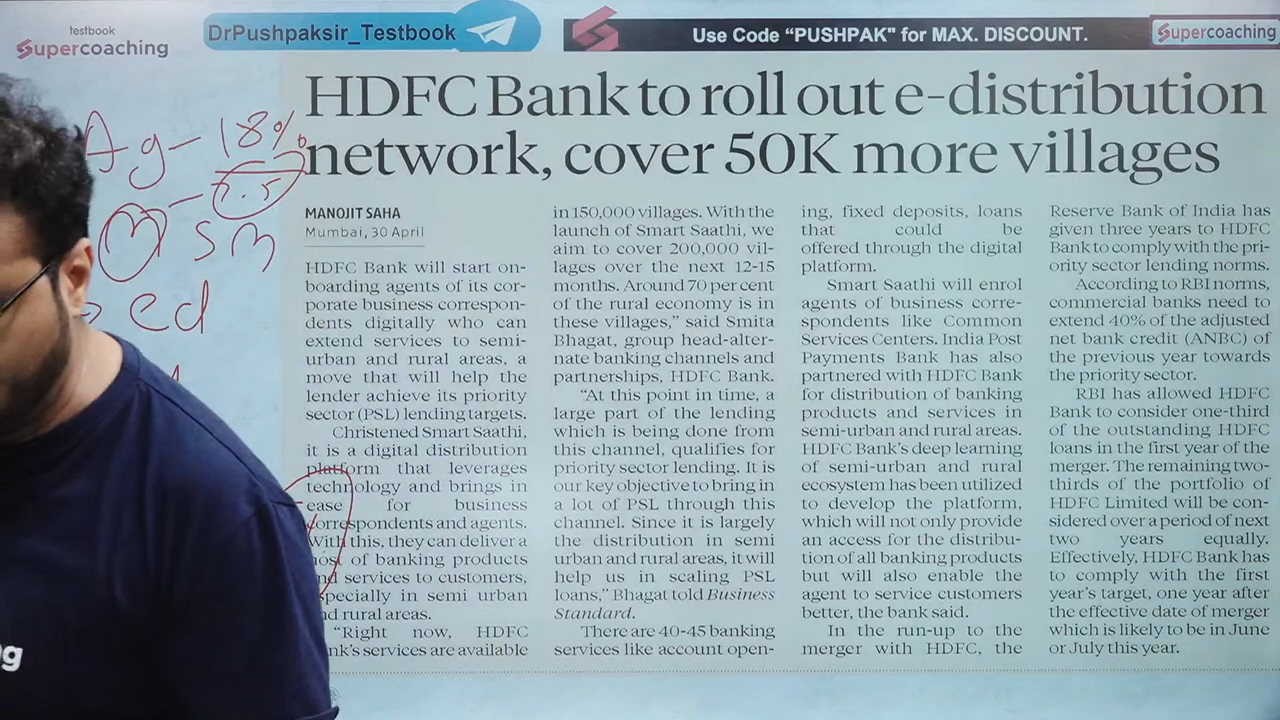 testbook
Supercoaching
DrPushpaksir_Testbook
Use Code “PUSHPAK" for MAX. DISCOUNT.
Supercoaching
HDFC Bank to roll out e-distribution
network, cover 50K more villages
Ag - 18%
7.5
M
SM
ed
MANOJIT SAHA
Mumbai, 30 April
HDFC Bank will start on-
boarding agents of its cor-
porate business correspon-
dents digitally who can
extend services to semi-
urban and rural areas, a
move that will help the
lender achieve its priority
sector (PSL) lending targets.
Christened Smart Saathi,
it is a digital distribution
platform that leverages
technology and brings in
ease for business
correspondents and agents.
With this, they can deliver a
host of banking products
and services to customers,
specially in semi urban
and rural areas.
“Right now, HDFC
nk’s services are available
in 150,000 villages. With the
launch of Smart Saathi, we
aim to cover 200,000 vil-
lages over the next 12-15
months. Around 70 per cent
of the rural economy is in
these villages,” said Smita
Bhagat, group head-alter-
nate banking channels and
partnerships, HDFC Bank.
“At this point in time, a
large part of the lending
which is being done from
this channel, qualifies for
priority sector lending. It is
our key objective to bring in
a lot of PSL through this
channel. Since it is largely
the distribution in semi
urban and rural areas, it will
help us in scaling PSL
loans,” Bhagat told Business
Standard.
There are 40-45 banking
services like account open-
ing, fixed deposits, loans
that could be
offered through the digital
platform.
Smart Saathi will enrol
agents of business corre-
spondents like Common
Services Centers. India Post
Payments Bank has also
partnered with HDFC Bank
for distribution of banking
products and services in
semi-urban and rural areas.
HDFC Bank’s deep learning
of semi-urban and rural
ecosystem has been utilized
to develop the platform,
which will not only provide
an access for the distribu-
tion of all banking products
but will also enable the
agent to service customers
better, the bank said.
In the run-up to the
merger with HDFC, the
Reserve Bank of India has
given three years to HDFC
Bank to comply with the pri-
ority sector lending norms.
According to RBI norms,
commercial banks need to
extend 40% of the adjusted
net bank credit (ANBC) of
the previous year towards
the priority sector.
RBI has allowed HDFC
Bank to consider one-third
of the outstanding HDFC
loans in the first year of the
merger. The remaining two-
thirds of the portfolio of
HDFC Limited will be con-
sidered over a period of next
two years equally.
Effectively, HDFC Bank has
to comply with the first
year’s target, one year after
the effective date of merger
which is likely to be in June
or July this year.